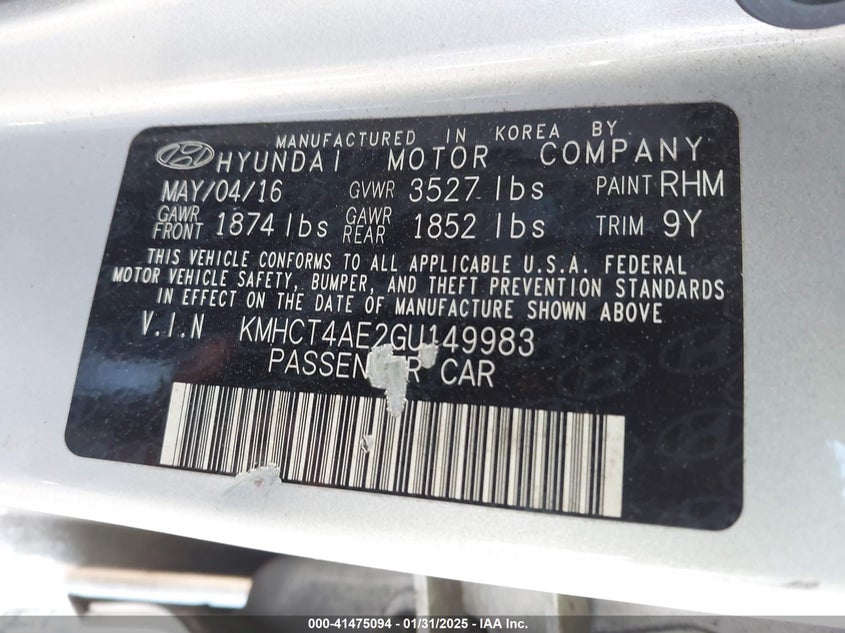 MANUFACTURED IN KOREA BY
HYUNDAI MOTOR COMPANY
MAY/04/16 GVWR 3527 lbs PAINT RHM
GAWR FRONT 1874 lbs GAWR REAR 1852 lbs TRIM 9Y
THIS VEHICLE CONFORMS TO ALL APPLICABLE U.S.A. FEDERAL
MOTOR VEHICLE SAFETY, BUMPER, AND THEFT PREVENTION STANDARDS
IN EFFECT ON THE DATE OF MANUFACTURE SHOWN ABOVE
V.I.N KMHCT4AE2GU149983
CAR
000-41475094 - 01/31/2025 - IAA Inc.